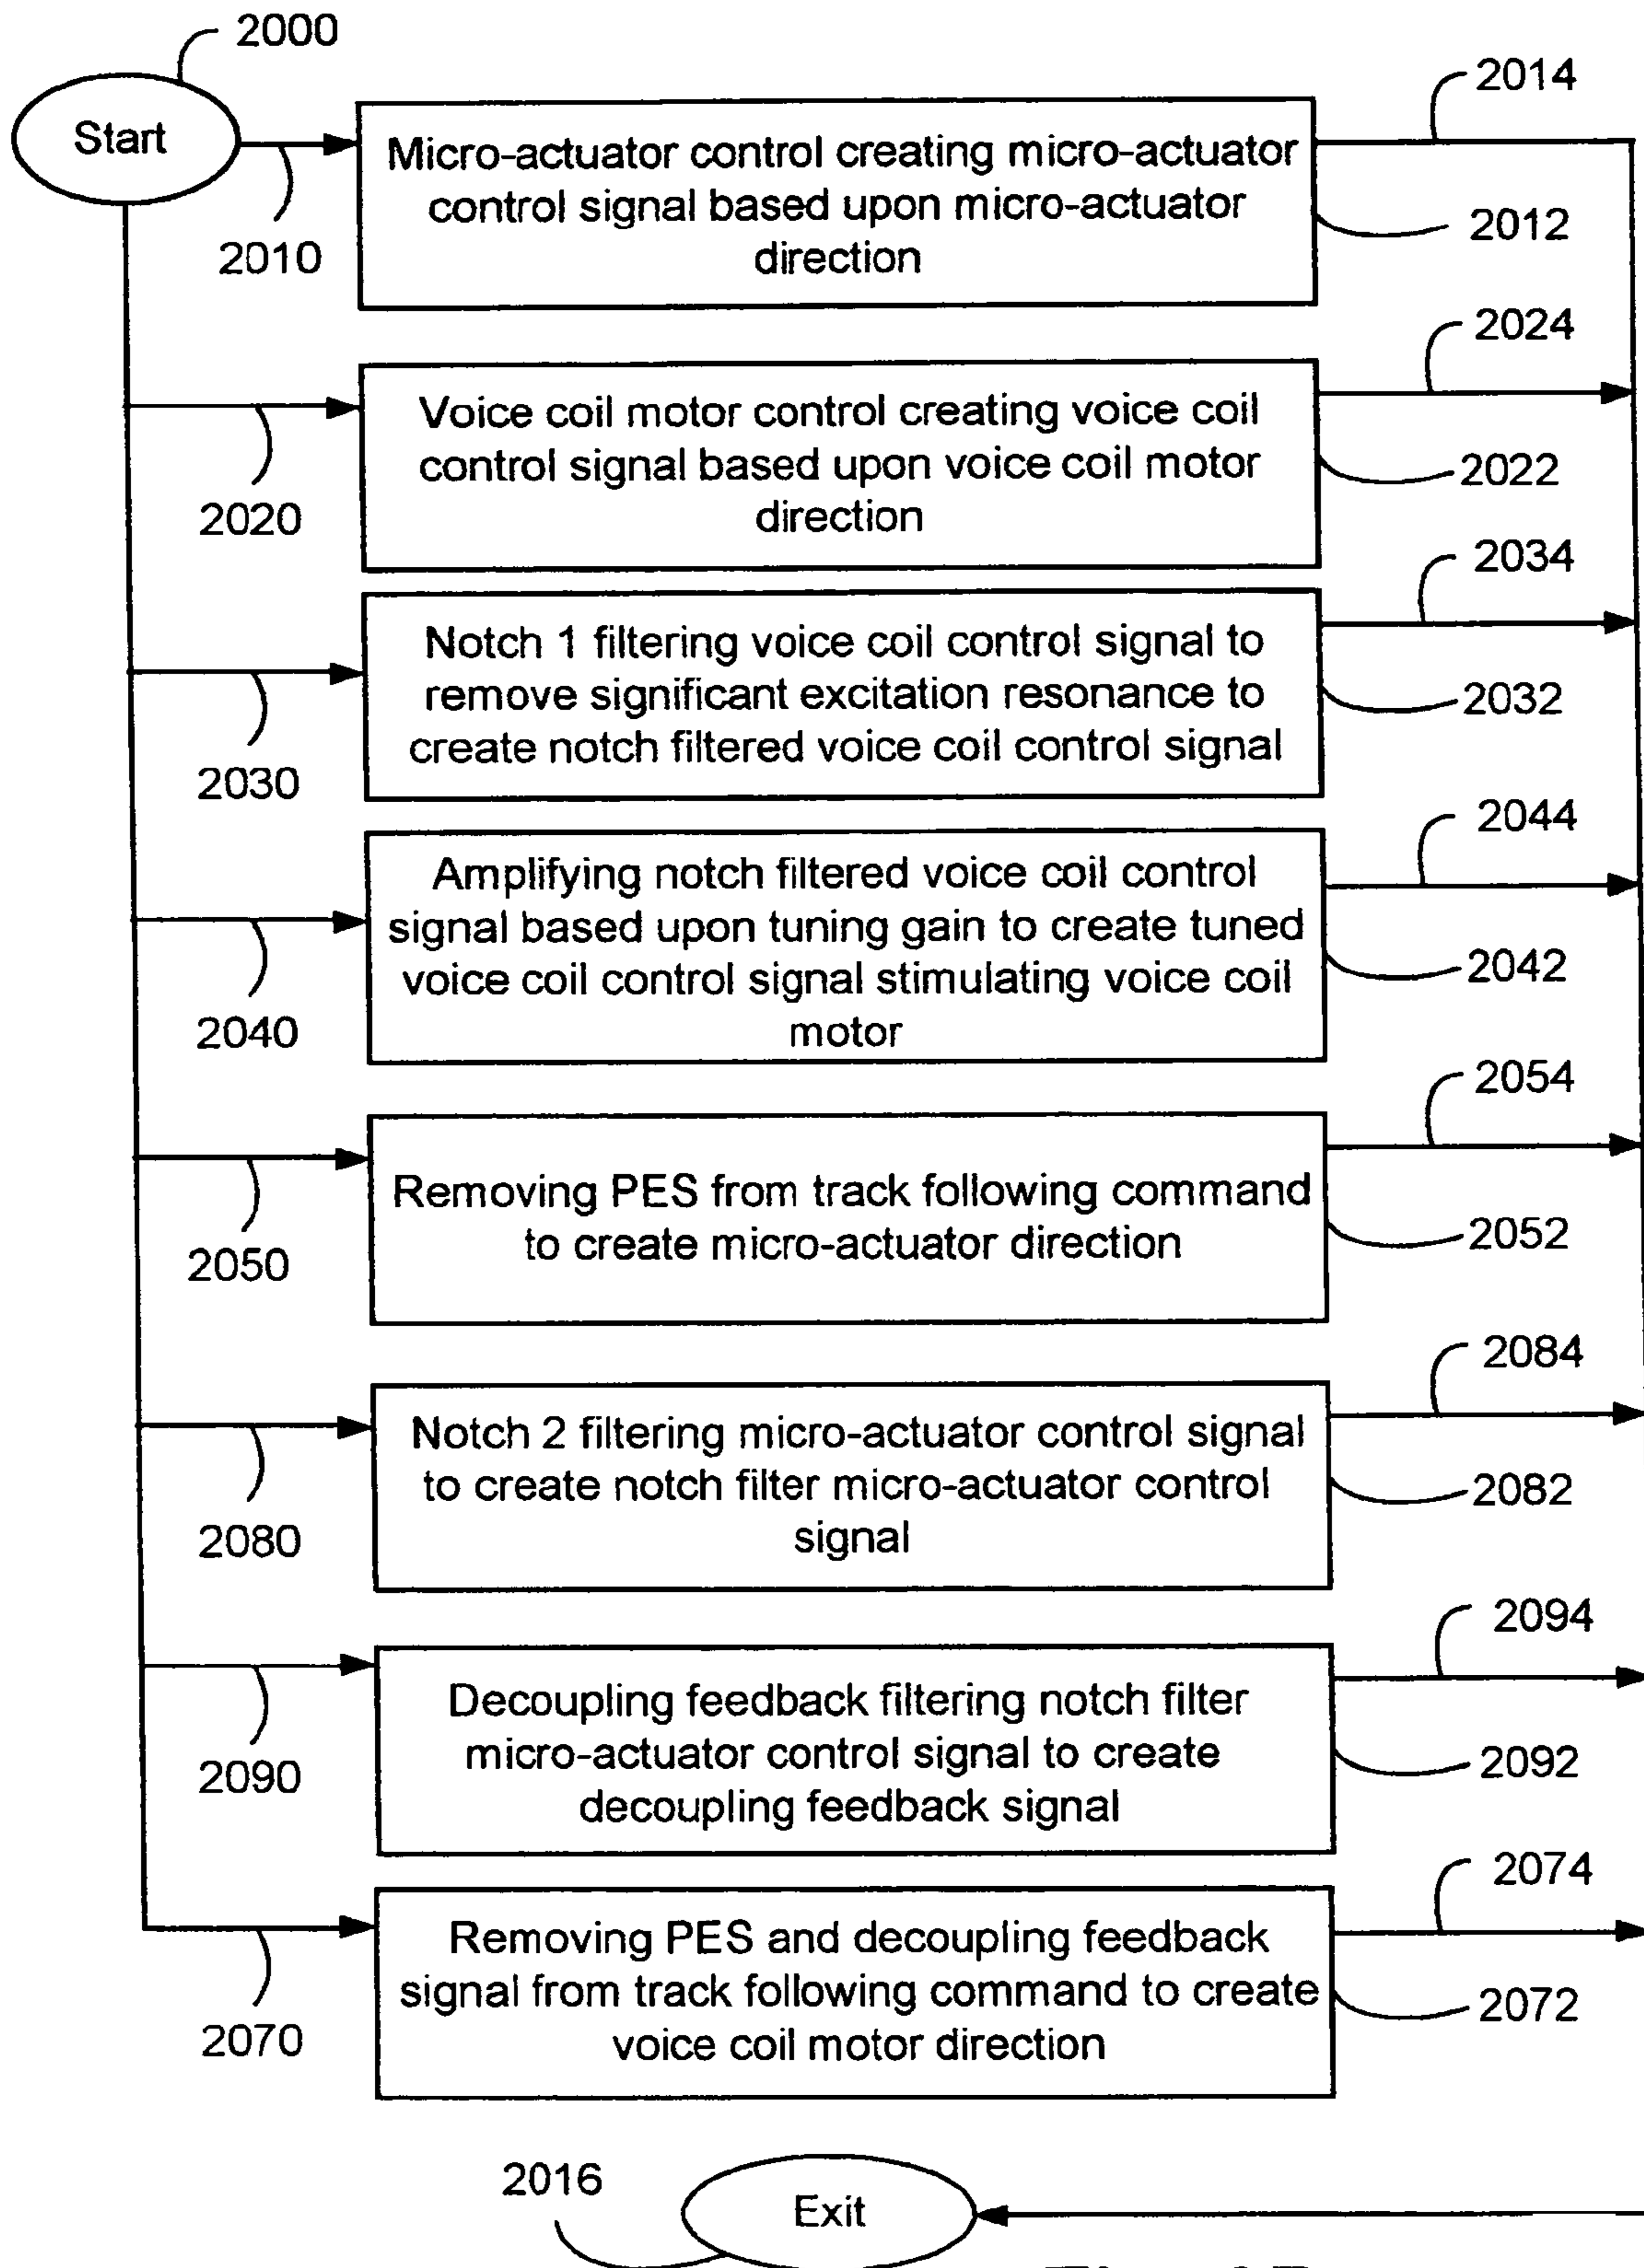 2000
Start
2010
2014
Micro-actuator control creating micro-actuator
control signal based upon micro-actuator
direction
2012
2024
Voice coil motor control creating voice coil
control signal based upon voice coil motor
direction
2022
2020
2034
Notch 1 filtering voice coil control signal to
remove significant excitation resonance to
create notch filtered voice coil control signal
2032
2030
2044
Amplifying notch filtered voice coil control
signal based upon tuning gain to create tuned
voice coil control signal stimulating voice coil
motor
2042
2040
2054
Removing PES from track following command
to create micro-actuator direction
2052
2050
2084
Notch 2 filtering micro-actuator control signal
to create notch filter micro-actuator control
signal
2082
2080
2094
Decoupling feedback filtering notch filter
micro-actuator control signal to create
decoupling feedback signal
2092
2090
2074
Removing PES and decoupling feedback
signal from track following command to create
voice coil motor direction
2072
2070
2016
Exit